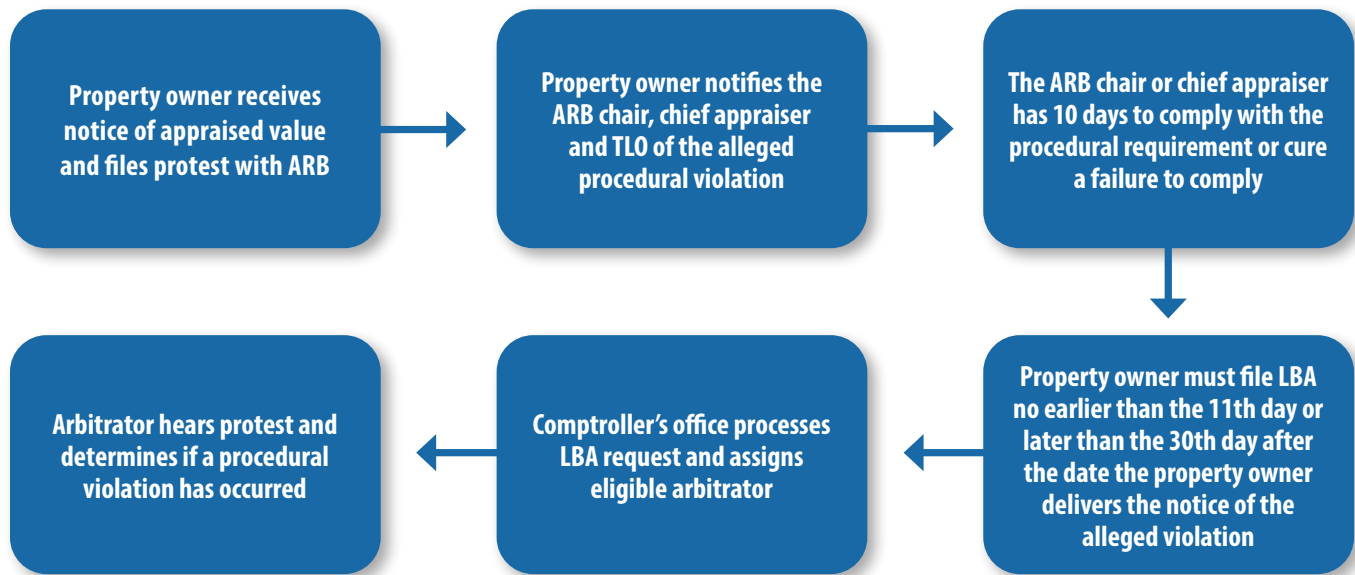 Property owner receives
notice of appraised value
and files protest with ARB
Property owner notifies the
ARB chair, chief appraiser
and TLO of the alleged
procedural violation
The ARB chair or chief appraiser
has 10 days to comply with the
procedural requirement or cure
a failure to comply
Property owner must file LBA
no earlier than the 11th day or
later than the 30th day after
the date the property owner
delivers the notice of the
alleged violation
Comptroller's office processes
LBA request and assigns
eligible arbitrator
Arbitrator hears protest and
determines if a procedural
violation has occurred